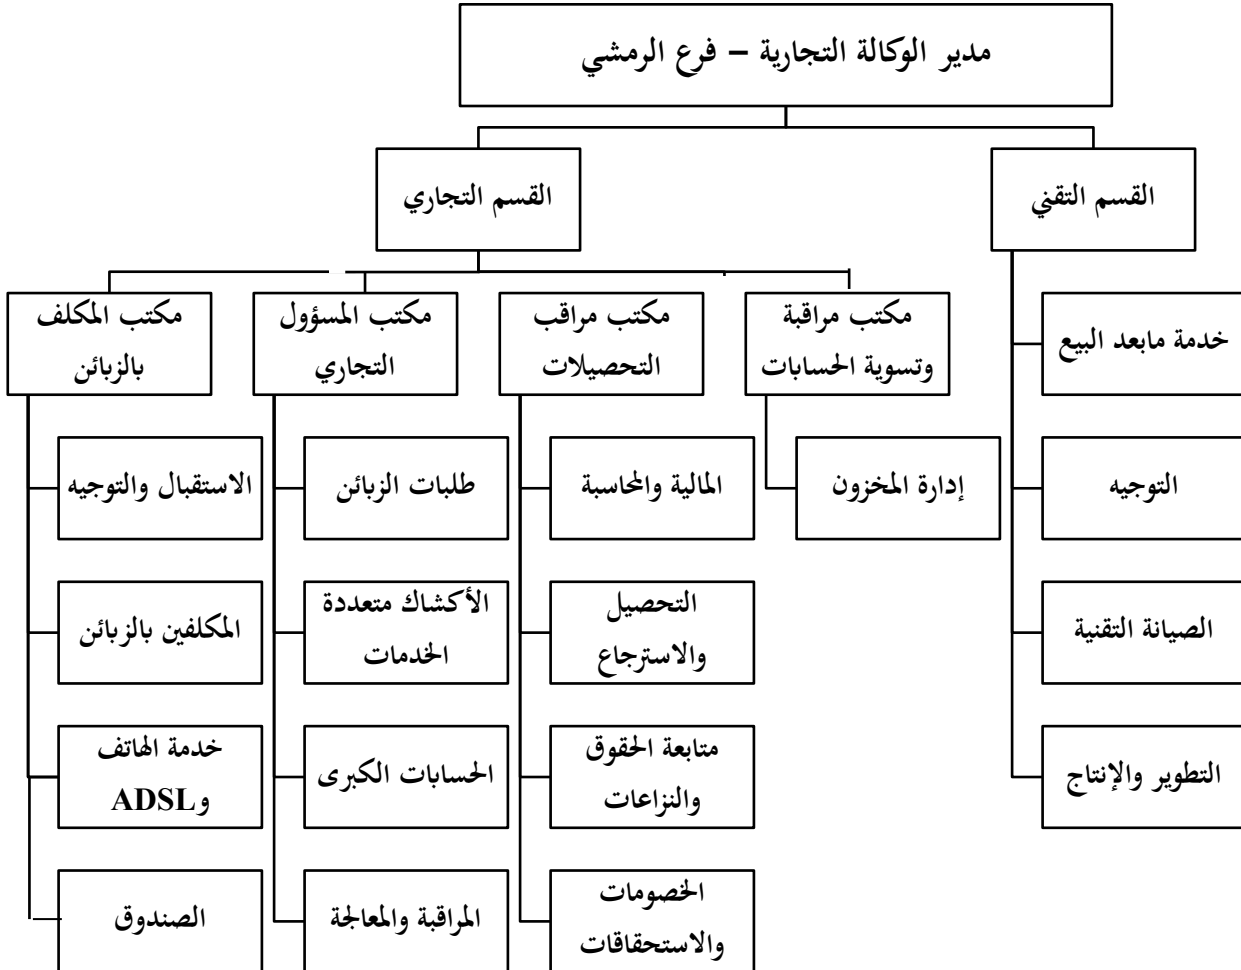 مدير الوكالة التجارية – فرع الرمشي
القسم التقني
القسم التجاري
خدمة مابعد البيع
التوجيه
الصيانة التقنية
التطوير والإنتاج
مكتب مراقبة
وتسوية الحسابات
إدارة المخزون
مكتب مراقب
التحصيلات
المالية والمحاسبة
التحصيل
والاسترجاع
متابعة الحقوق
والنزاعات
الخصومات
والاستحقاقات
مكتب المسؤول
التجاري
طلبات الزبائن
الأكشاك متعددة
الخدمات
الحسابات الكبرى
المراقبة والمعالجة
مكتب المكلف
بالزبائن
الاستقبال والتوجيه
المكلفين بالزبائن
خدمة الهاتف
وADSL
الصندوق